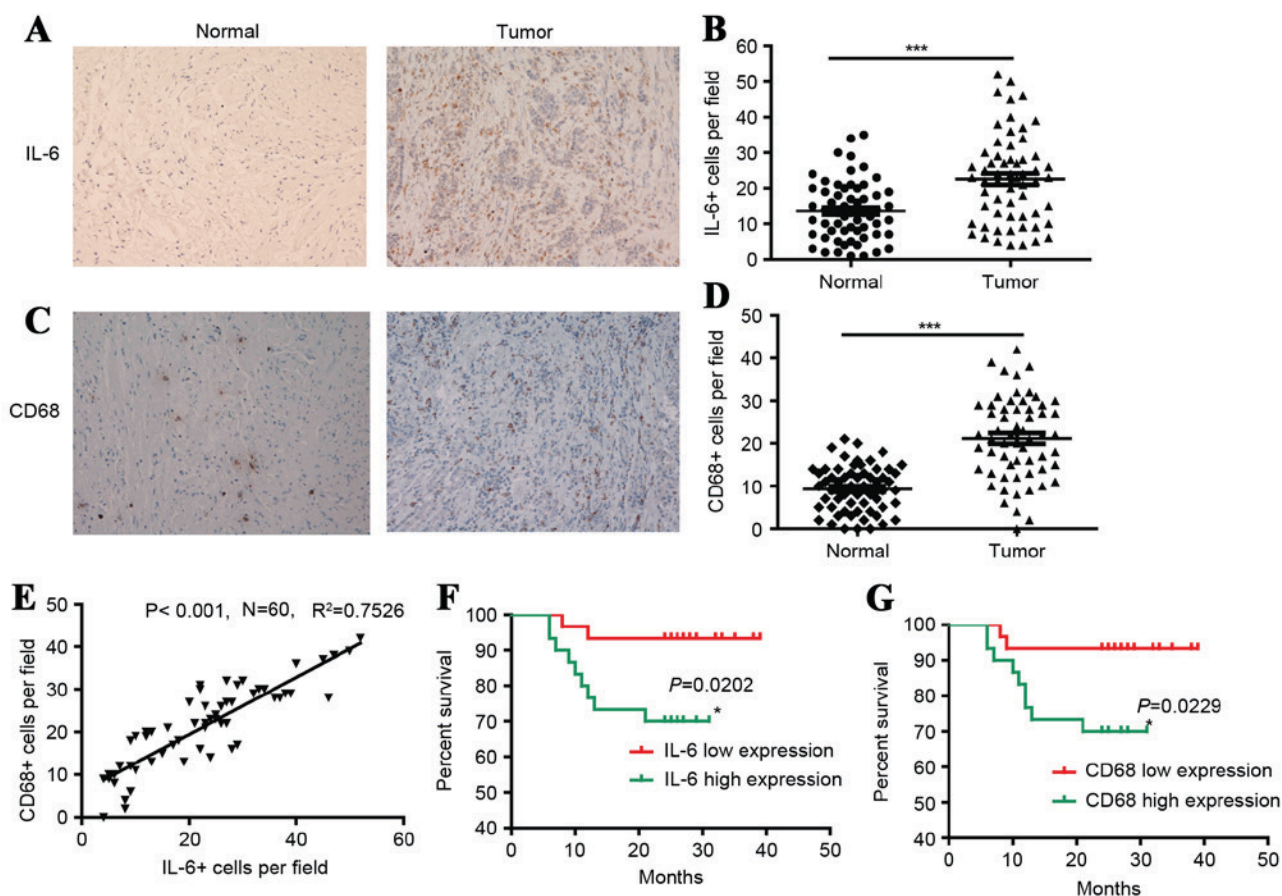 A
Normal
Tumor
IL-6
B
60
50
40
30
20
10
0
IL-6+ cells per field
***
Normal
Tumor
C
CD68
D
50
40
30
20
10
0
CD68+ cells per field
***
Normal
Tumor
E
50
40
30
20
10
0
CD68+ cells per field
P< 0.001, N=60, R²=0.7526
0
20
40
60
IL-6+ cells per field
F
100
90
80
70
60
50
40
Percent survival
P=0.0202
*
IL-6 low expression
IL-6 high expression
0
10
20
30
40
50
Months
G
100
90
80
70
60
50
40
Percent survival
P=0.0229
*
CD68 low expression
CD68 high expression
0
10
20
30
40
50
Months